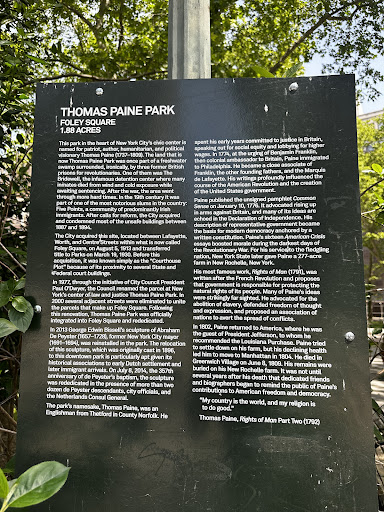 THOMAS PAINE PARK
FOLEY SQUARE
1.88 ACRES
This park in the heart of New York City's civic center is
named for patriot, author, humanitarian, and political
visionary Thomas Paine (1737–1809). The land that is
now Thomas Paine Park was once part of a freshwater
swamp surrounded, ironically, by three former British
prisons for revolutionaries. One of them was The
Bridewell, the infamous detention center where many
inmates died from wind and cold exposure while
awaiting sentencing. After the war, the area went
through more hard times. In the 19th century it was
part of one of the most notorious slums in the country:
Five Points, a community of predominantly Irish
immigrants. After calls for reform, the City acquired
and condemned most of the unsafe buildings between
1887 and 1894.
The City acquired this site, located between Lafayette,
Worth, and Centre Streets within what is now called
Foley Square, on August 5, 1913 and transferred
title to Parks on March 19, 1930. Before this
acquisition, it was known simply as the "Courthouse
Plot" because of its proximity to several State and
Federal court buildings.
In 1977, through the initiative of City Council President
Paul O'Dwyer, the Council renamed the parcel at New
York's center of law and justice Thomas Paine Park. In
2000 several adjacent streets were eliminated to unite
the parcels that make up Foley Square. Following
this renovation, Thomas Paine Park was officially
integrated into Foley Square and rededicated.
In 2013 George Edwin Bissell's sculpture of Abraham
De Peyster (1657–1728), former New York City mayor
(1691–1694), was reinstalled in the park. The relocation
of this sculpture, which was originally cast in 1896,
to this downtown park is particularly apt given its
historical associations to early Dutch settlement and
later immigrant arrivals. On July 8, 2014, the 357th
anniversary of de Peyster's baptism, the sculpture
was rededicated in the presence of more than two
dozen de Peyster descendants, city officials, and
the Netherlands Consul General.
The park's namesake, Thomas Paine, was an
Englishman from Thetford in County Norfolk. He
spent his early years committed to justice in Britain,
speaking out for social equity and lobbying for higher
wages. In 1774, at the urging of Benjamin Franklin,
then colonial ambassador to Britain, Paine immigrated
to Philadelphia. He became a close associate of
Franklin, the other founding fathers, and the Marquis
de Lafayette. His writings profoundly influenced the
course of the American Revolution and the creation
of the United States government.
Paine published the unsigned pamphlet Common
Sense on January 10, 1776. It advocated rising up
in arms against Britain, and many of its ideas are
echoed in the Declaration of Independence. His
description of representative government became
the basis for modern democracy anchored by a
written constitution. Paine's sixteen American Crisis
essays boosted morale during the darkest days of
the Revolutionary War. For his service to the fledgling
nation, New York State later gave Paine a 277-acre
farm in New Rochelle, New York.
His most famous work, Rights of Man (1791), was
written after the French Revolution and proposes
that government is responsible for protecting the
natural rights of its people. Many of Paine's ideas
were strikingly far sighted. He advocated for the
abolition of slavery, defended freedom of thought
and expression, and proposed an association of
nations to avert the spread of conflicts.
In 1802, Paine returned to America, where he was
the guest of President Jefferson, to whom he had
recommended the Louisiana Purchase. Paine tried
to settle down on his farm, but his declining health
led him to move to Manhattan in 1804. He died in
Greenwich Village on June 8, 1809. His remains were
buried on his New Rochelle farm. It was not until
several years after his death that dedicated friends
and biographers began to remind the public of Paine's
contributions to American freedom and democracy.
"My country is the world, and my religion is
to do good."
Thomas Paine, Rights of Man Part Two (1792)